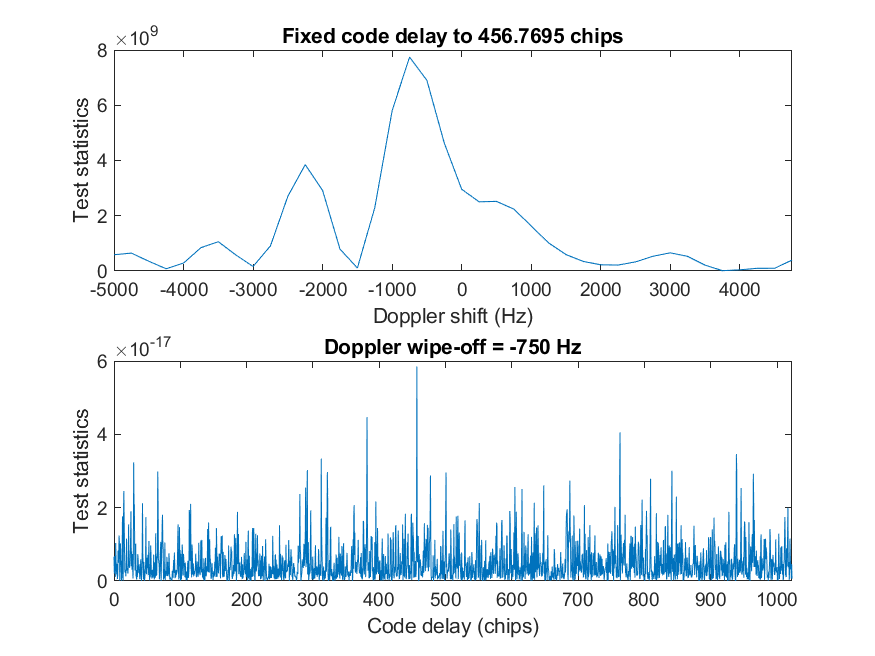 ×10^9
Fixed code delay to 456.7695 chips
8
6
4
2
0
Test statistics
-5000 -4000 -3000 -2000 -1000 0 1000 2000 3000 4000
Doppler shift (Hz)
×10^-17
Doppler wipe-off = -750 Hz
6
4
2
0
Test statistics
0 100 200 300 400 500 600 700 800 900 1000
Code delay (chips)